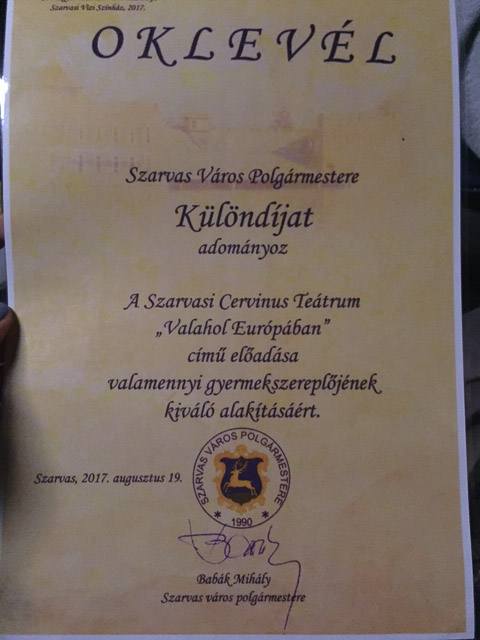 Szarvasi Vízi Színház, 2017.
OKLEVÉL
Szarvas Város Polgármestere
Különdíjat
adományoz
A Szarvasi Cervinus Teátrum
„Valahol Európában”
című előadása
valamennyi gyermekszereplőjének
kiváló alakításáért.
SZARVAS VÁROS POLGÁRMESTERE
Szarvas, 2017. augusztus 19.
* 1990 *
Babák Mihály
Szarvas város polgármestere